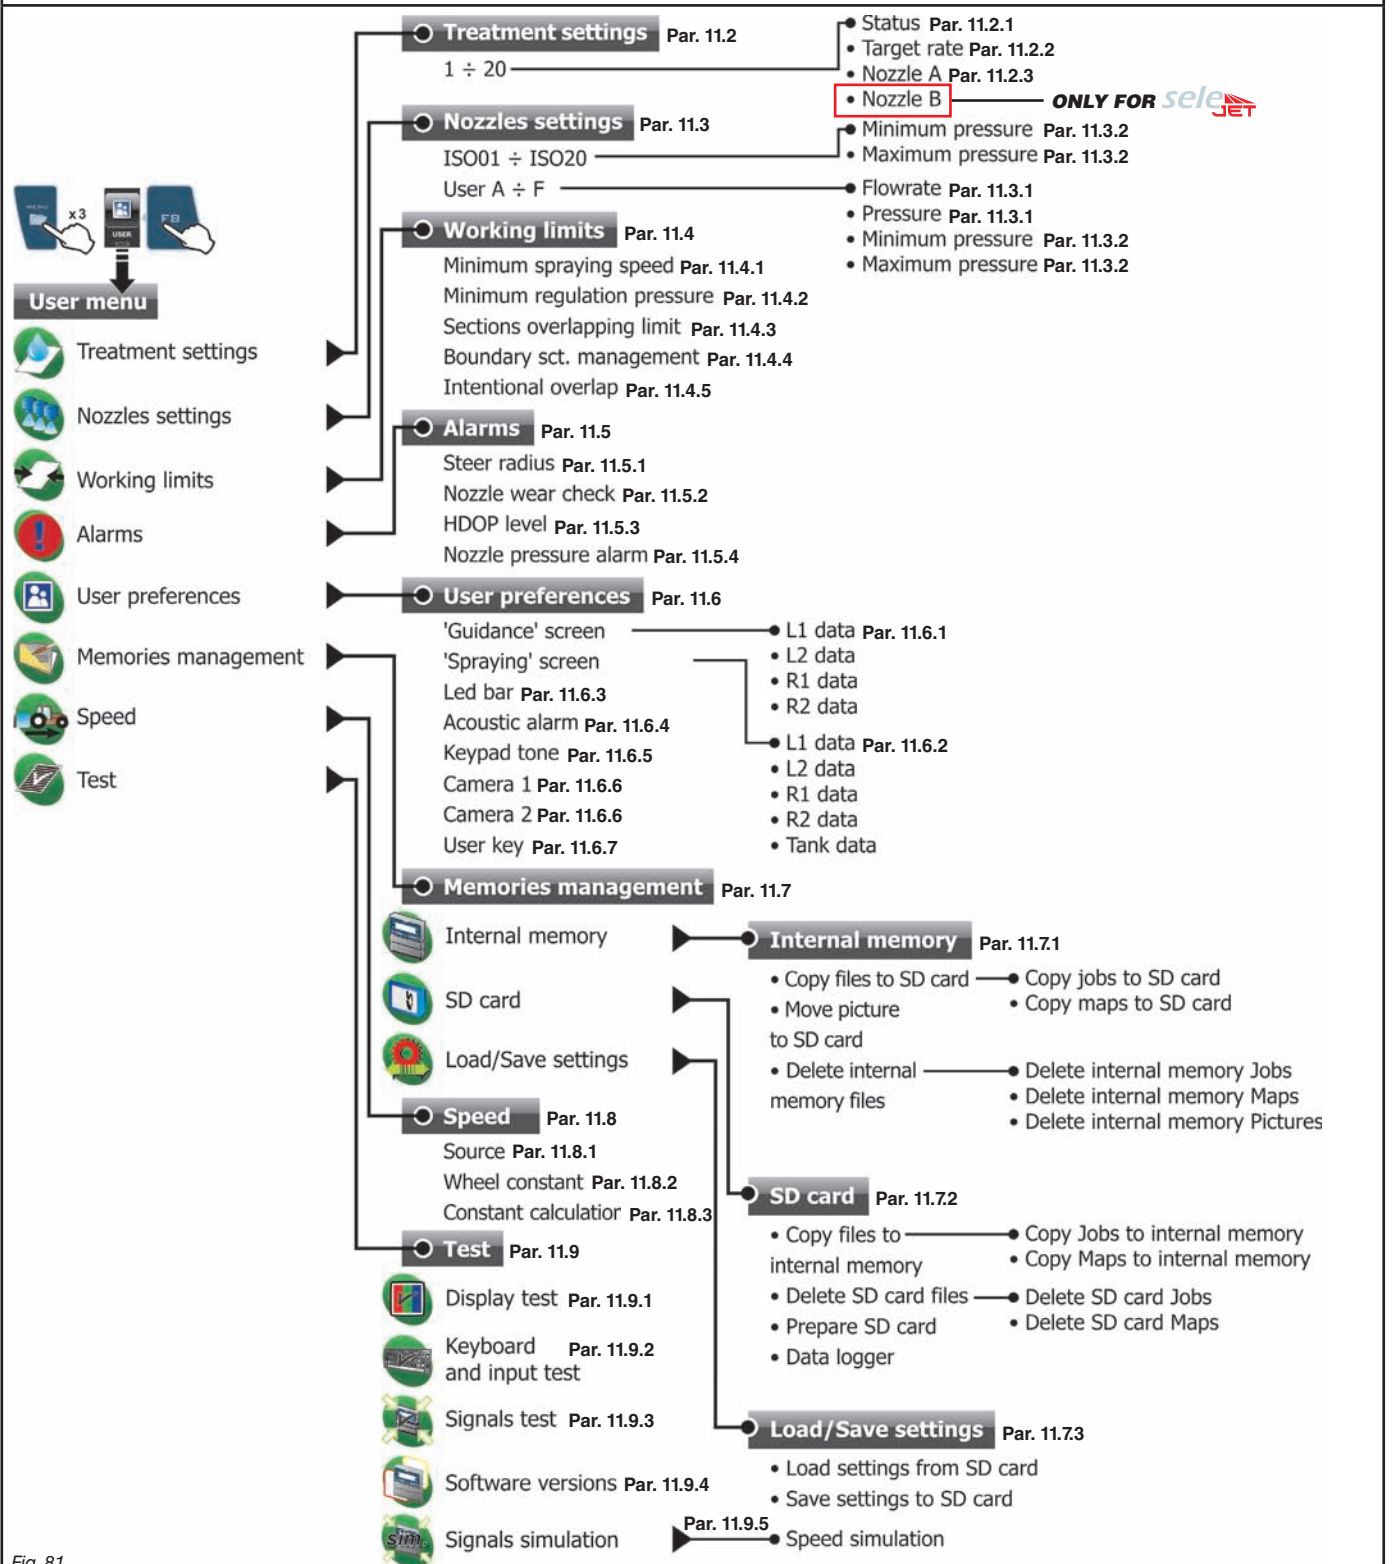 Treatment settings Par. 11.2
1 ÷ 20
• Status Par. 11.2.1
• Target rate Par. 11.2.2
• Nozzle A Par. 11.2.3
• Nozzle B ONLY FOR seleJET
Nozzles settings Par. 11.3
ISO01 ÷ ISO20
• Minimum pressure Par. 11.3.2
• Maximum pressure Par. 11.3.2
User A ÷ F
• Flowrate Par. 11.3.1
• Pressure Par. 11.3.1
• Minimum pressure Par. 11.3.2
• Maximum pressure Par. 11.3.2
MENU x3 USER F8
User menu
Treatment settings
Nozzles settings
Working limits
Alarms
User preferences
Memories management
Speed
Test
Working limits Par. 11.4
Minimum spraying speed Par. 11.4.1
Minimum regulation pressure Par. 11.4.2
Sections overlapping limit Par. 11.4.3
Boundary sct. management Par. 11.4.4
Intentional overlap Par. 11.4.5
Alarms Par. 11.5
Steer radius Par. 11.5.1
Nozzle wear check Par. 11.5.2
HDOP level Par. 11.5.3
Nozzle pressure alarm Par. 11.5.4
User preferences Par. 11.6
'Guidance' screen
'Spraying' screen
Led bar Par. 11.6.3
Acoustic alarm Par. 11.6.4
Keypad tone Par. 11.6.5
Camera 1 Par. 11.6.6
Camera 2 Par. 11.6.6
User key Par. 11.6.7
• L1 data Par. 11.6.1
• L2 data
• R1 data
• R2 data
• L1 data Par. 11.6.2
• L2 data
• R1 data
• R2 data
• Tank data
Memories management Par. 11.7
Internal memory
SD card
Load/Save settings
Internal memory Par. 11.7.1
• Copy files to SD card
• Copy jobs to SD card
• Copy maps to SD card
• Move picture
to SD card
• Delete internal
memory files
• Delete internal memory Jobs
• Delete internal memory Maps
• Delete internal memory Pictures
Speed Par. 11.8
Source Par. 11.8.1
Wheel constant Par. 11.8.2
Constant calculation Par. 11.8.3
SD card Par. 11.7.2
• Copy files to
internal memory
• Copy Jobs to internal memory
• Copy Maps to internal memory
• Delete SD card files
• Delete SD card Jobs
• Delete SD card Maps
• Prepare SD card
• Data logger
Test Par. 11.9
Display test Par. 11.9.1
Keyboard Par. 11.9.2
and input test
Signals test Par. 11.9.3
Software versions Par. 11.9.4
sim. Signals simulation Par. 11.9.5
• Speed simulation
Load/Save settings Par. 11.7.3
• Load settings from SD card
• Save settings to SD card
Fig. 81